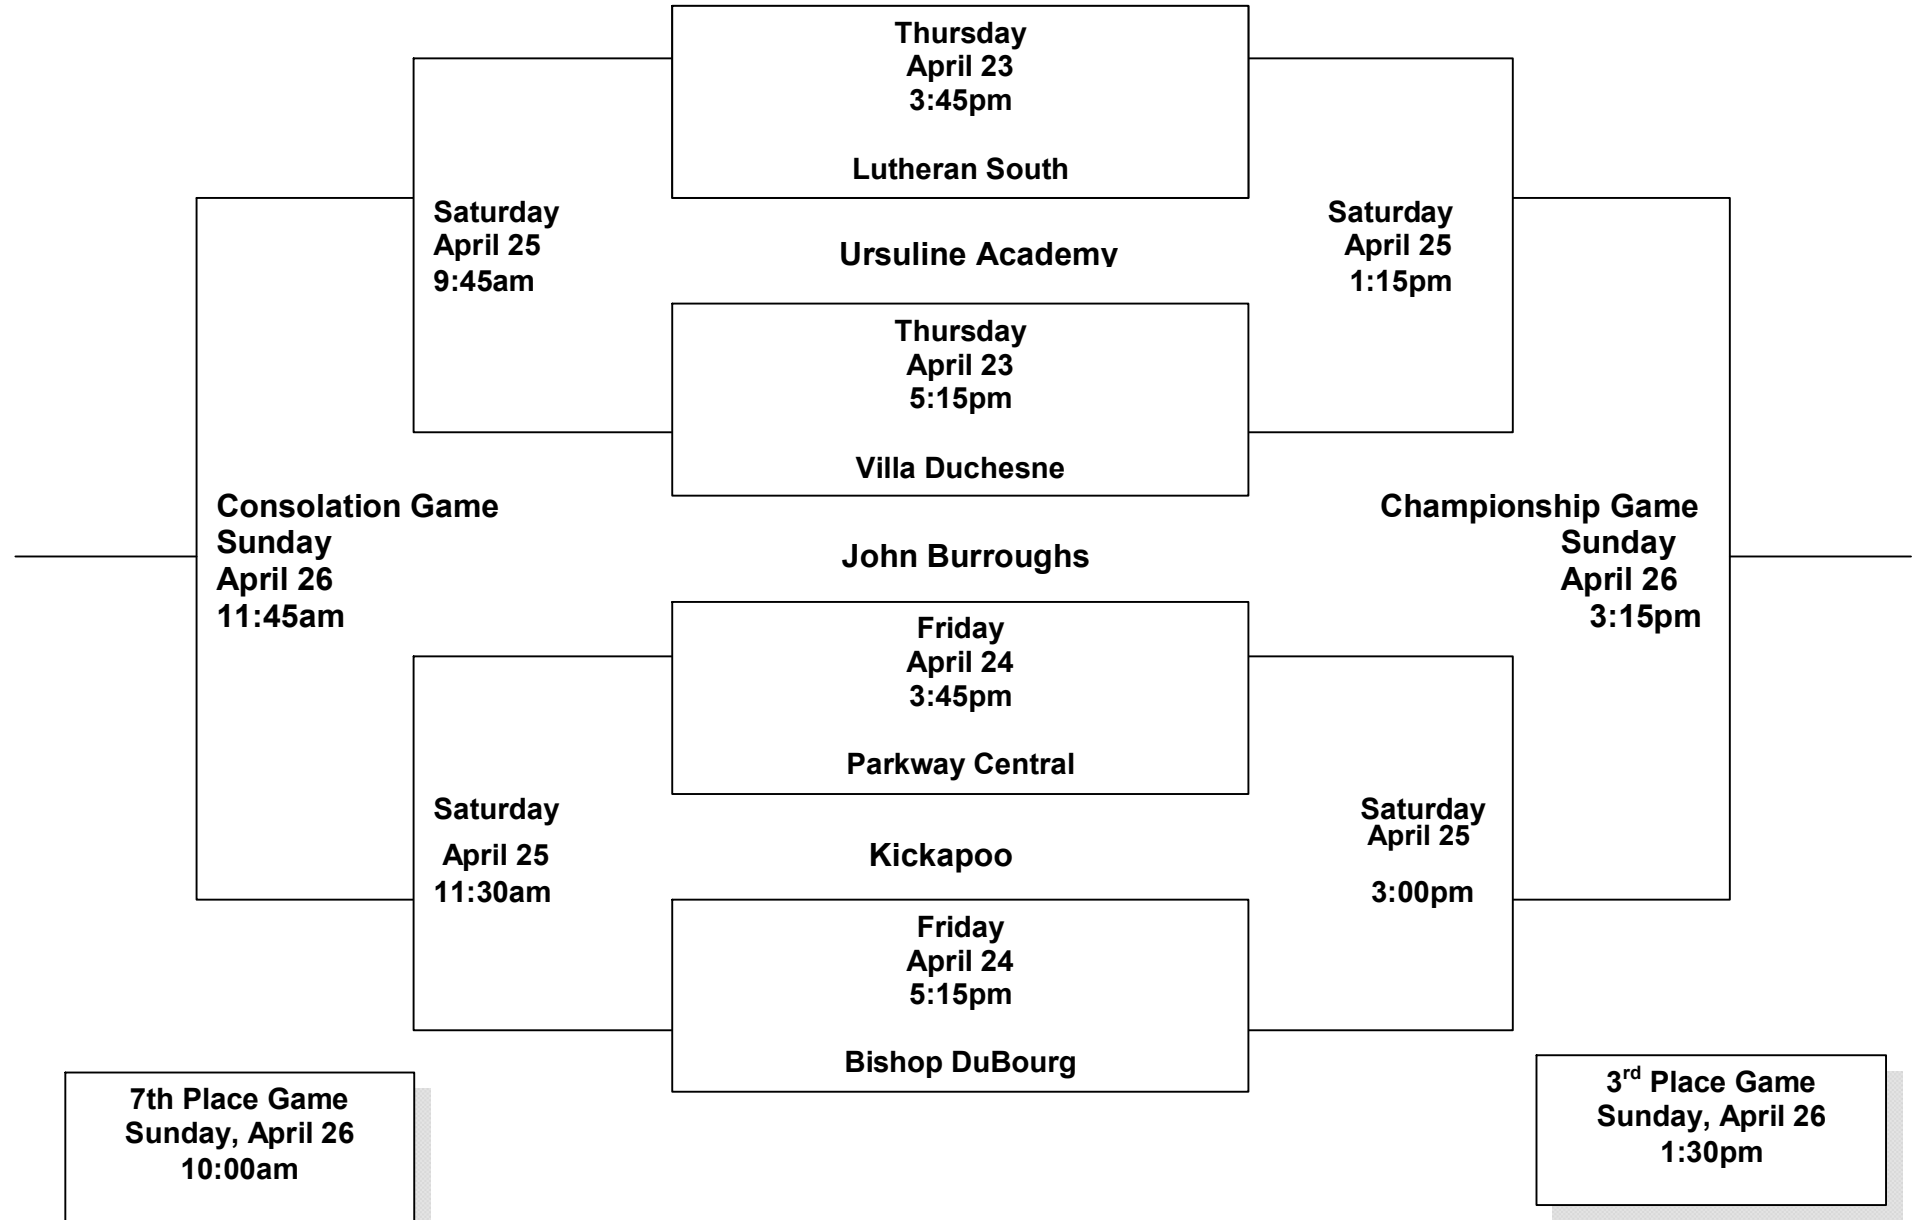 Thursday
April 23
3:45pm
Lutheran South
Saturday
April 25
9:45am
Ursuline Academy
Saturday
April 25
1:15pm
Thursday
April 23
5:15pm
Villa Duchesne
Consolation Game
Sunday
April 26
11:45am
John Burroughs
Championship Game
Sunday
April 26
3:15pm
Friday
April 24
3:45pm
Parkway Central
Saturday
April 25
11:30am
Kickapoo
Saturday
April 25
3:00pm
Friday
April 24
5:15pm
Bishop DuBourg
7th Place Game
Sunday, April 26
10:00am
3rd Place Game
Sunday, April 26
1:30pm